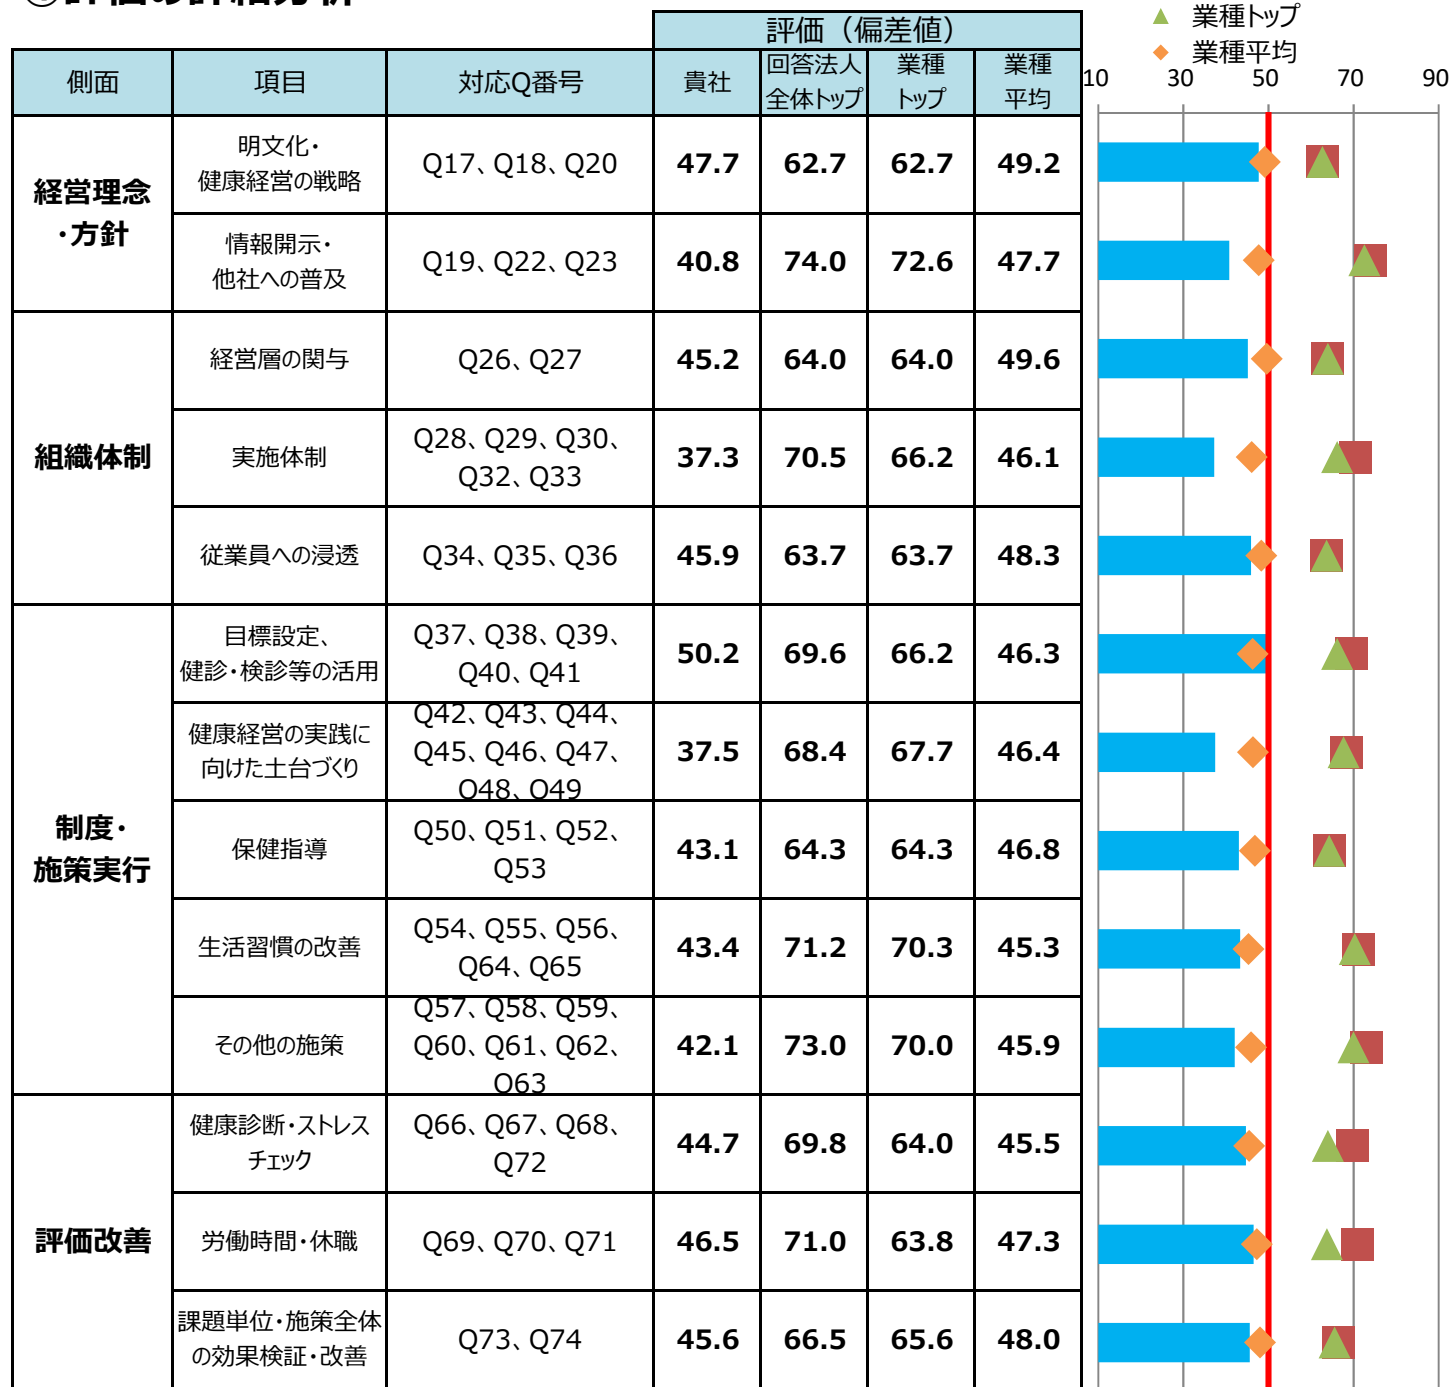 評価の詳細分析
業種トップ
業種平均
評価（偏差値）
側面 項目 対応Q番号 貴社 回答法人全体トップ 業種トップ 業種平均
10 30 50 70 90
経営理念・方針
明文化・健康経営の戦略 Q17、Q18、Q20 47.7 62.7 62.7 49.2
情報開示・他社への普及 Q19、Q22、Q23 40.8 74.0 72.6 47.7
組織体制
経営層の関与 Q26、Q27 45.2 64.0 64.0 49.6
実施体制 Q28、Q29、Q30、Q32、Q33 37.3 70.5 66.2 46.1
従業員への浸透 Q34、Q35、Q36 45.9 63.7 63.7 48.3
制度・施策実行
目標設定、健診・検診等の活用 Q37、Q38、Q39、Q40、Q41 50.2 69.6 66.2 46.3
健康経営の実践に向けた土台づくり Q42、Q43、Q44、Q45、Q46、Q47、Q48、Q49 37.5 68.4 67.7 46.4
保健指導 Q50、Q51、Q52、Q53 43.1 64.3 64.3 46.8
生活習慣の改善 Q54、Q55、Q56、Q64、Q65 43.4 71.2 70.3 45.3
その他の施策 Q57、Q58、Q59、Q60、Q61、Q62、Q63 42.1 73.0 70.0 45.9
評価改善
健康診断・ストレスチェック Q66、Q67、Q68、Q72 44.7 69.8 64.0 45.5
労働時間・休職 Q69、Q70、Q71 46.5 71.0 63.8 47.3
課題単位・施策全体の効果検証・改善 Q73、Q74 45.6 66.5 65.6 48.0